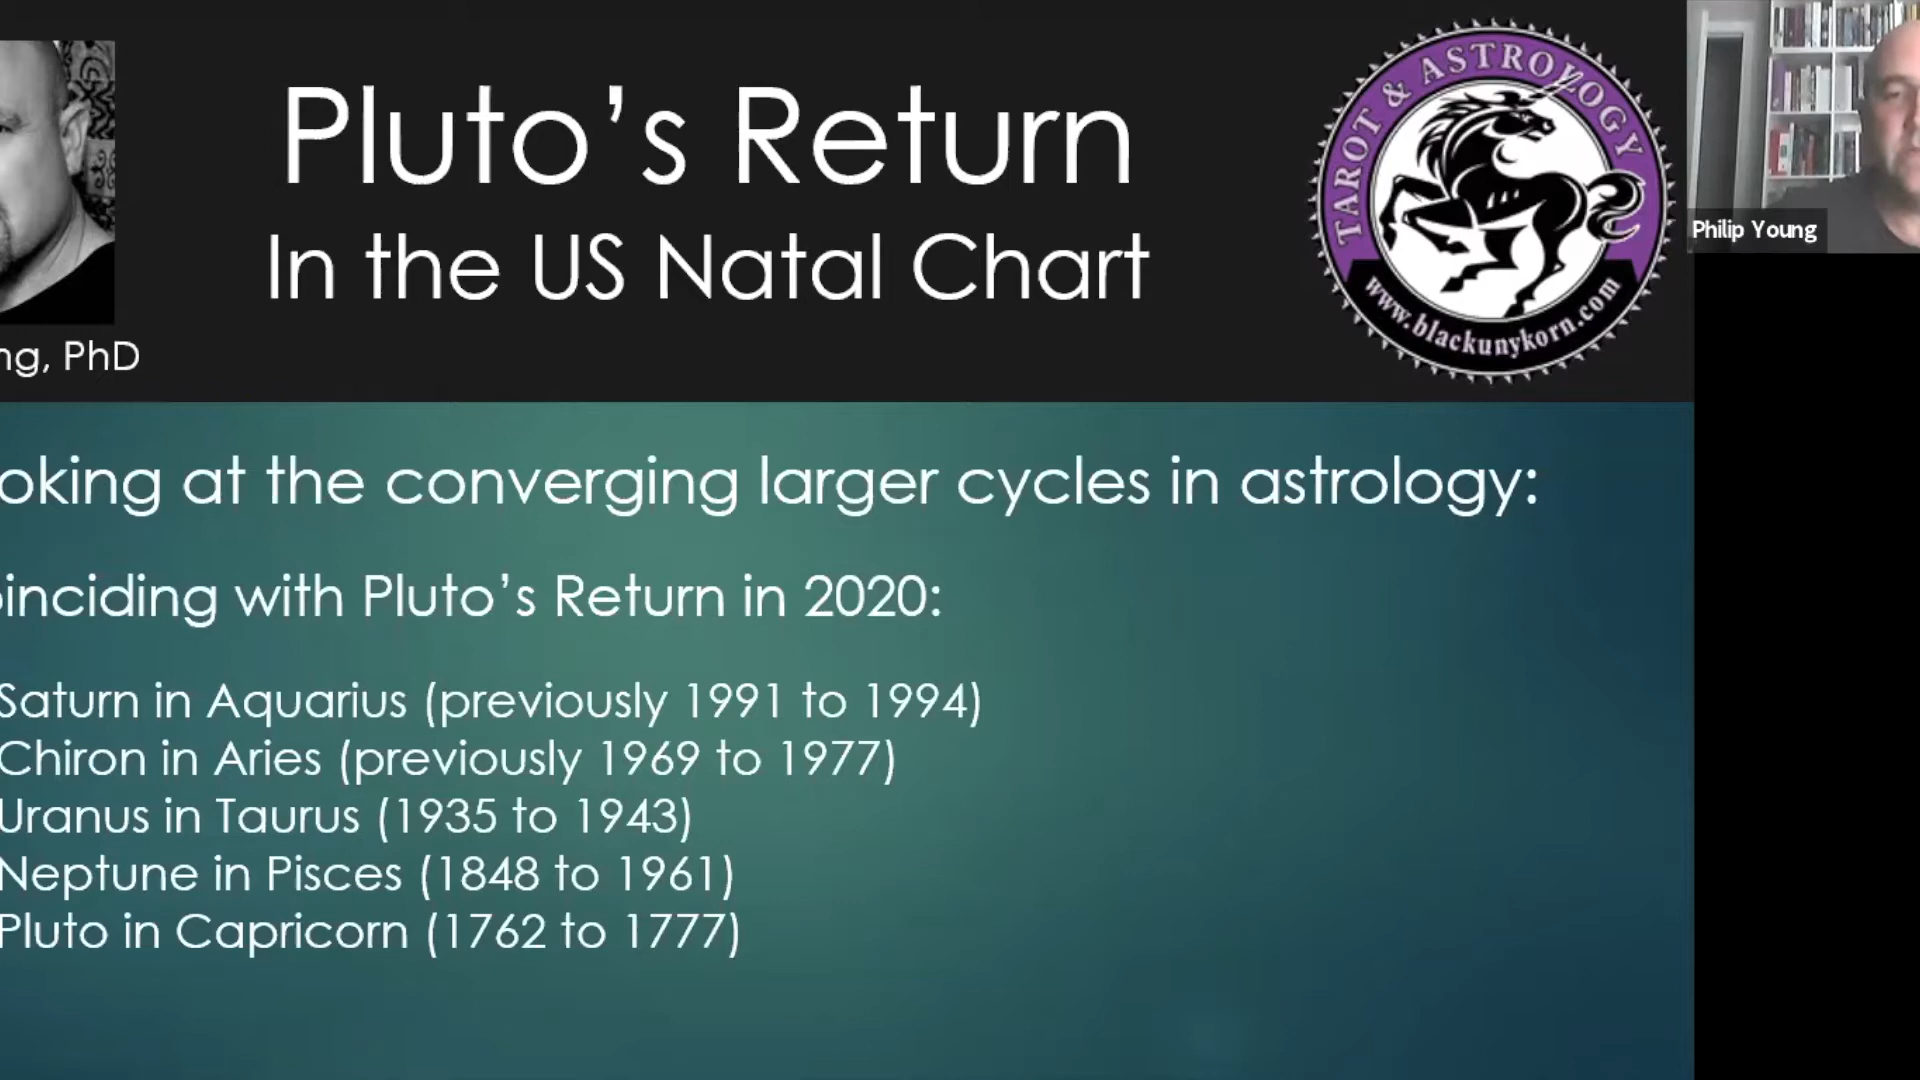 Pluto's Return
In the US Natal Chart
TAROT & ASTROLOGY
www.blackunykorn.com
Philip Young
ng, PhD
oking at the converging larger cycles in astrology:
inciding with Pluto's Return in 2020:
Saturn in Aquarius (previously 1991 to 1994)
Chiron in Aries (previously 1969 to 1977)
Uranus in Taurus (1935 to 1943)
Neptune in Pisces (1848 to 1961)
Pluto in Capricorn (1762 to 1777)